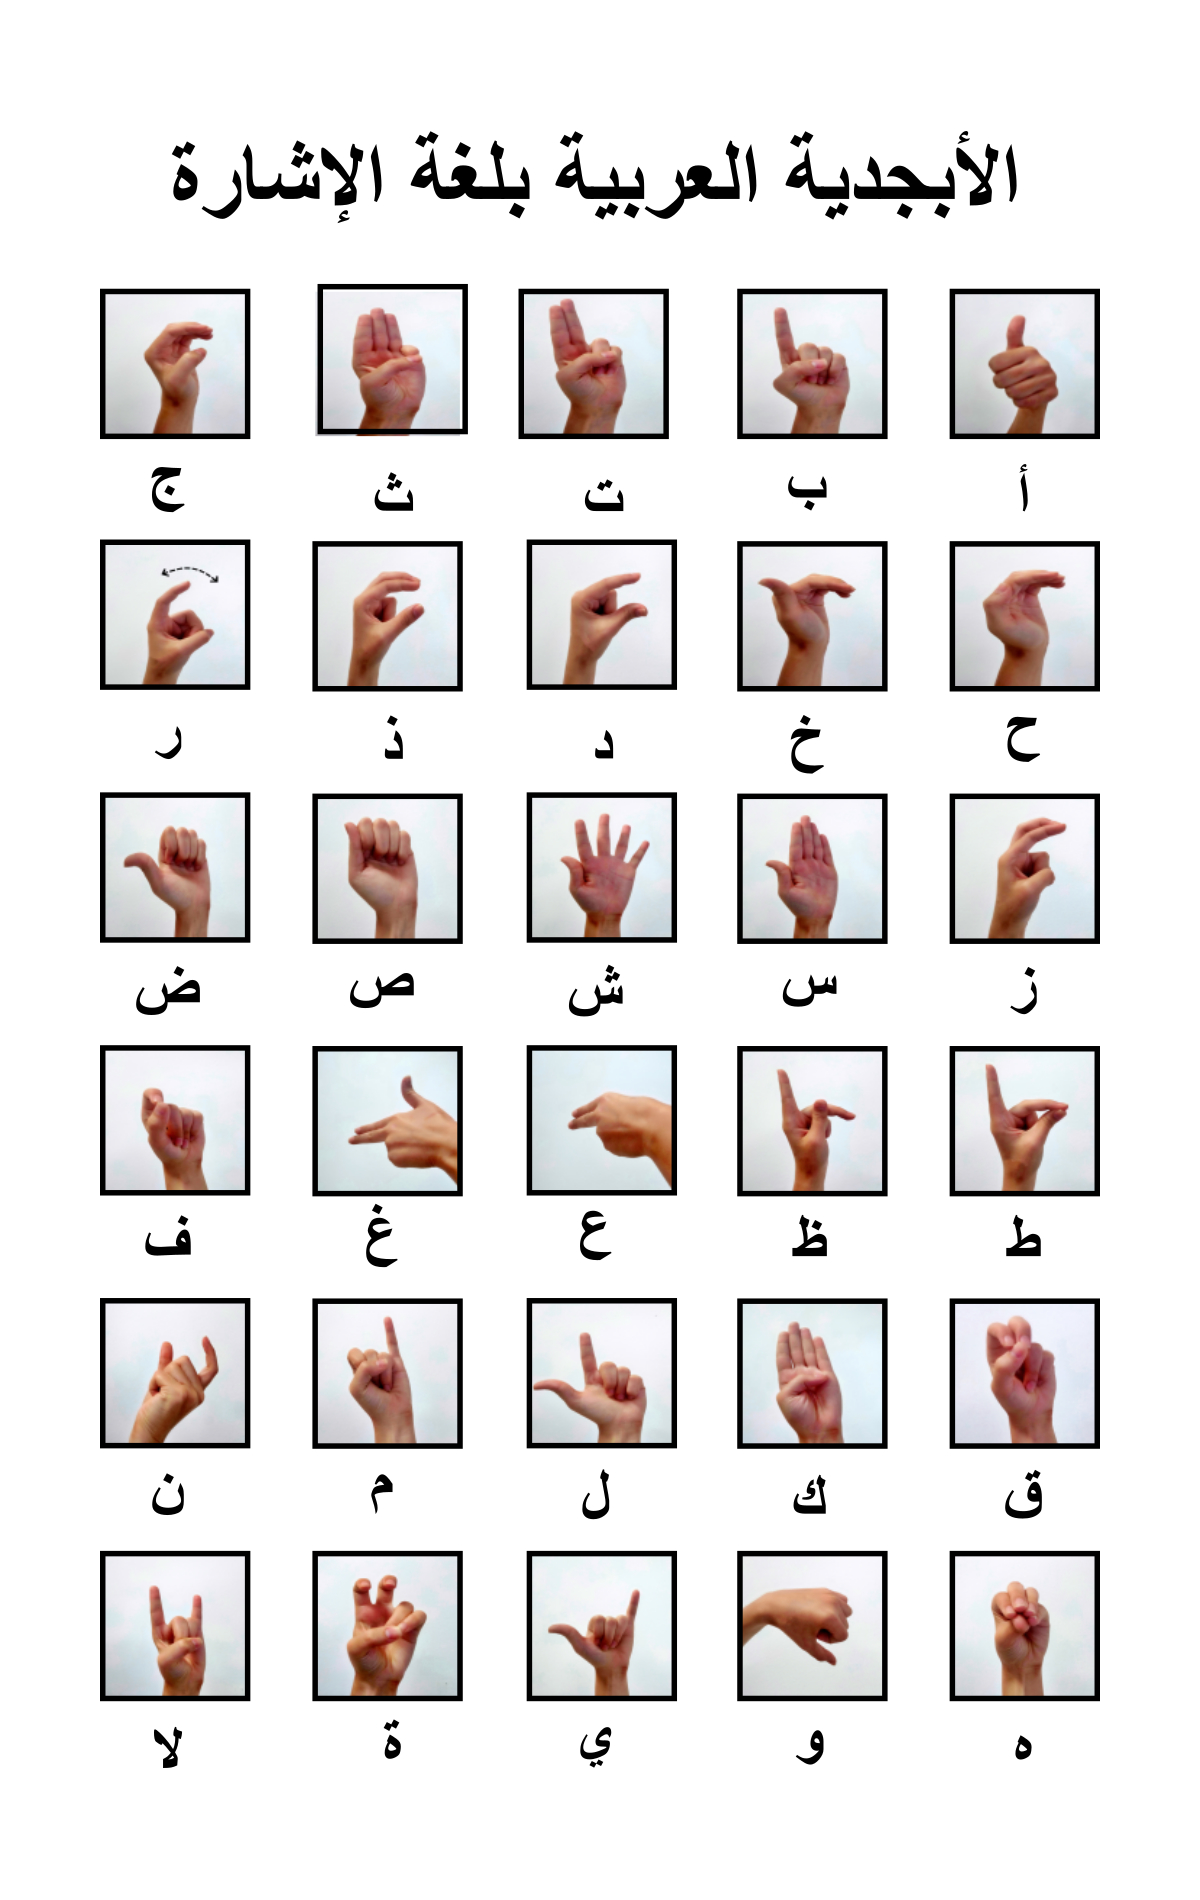 الأبجدية العربية بلغة الإشارة
أ ب ت ث ج
ح خ د ذ ر
ز س ش ص ض
ط ظ ع غ ف
ق ك ل م ن
ه و ي ة لا